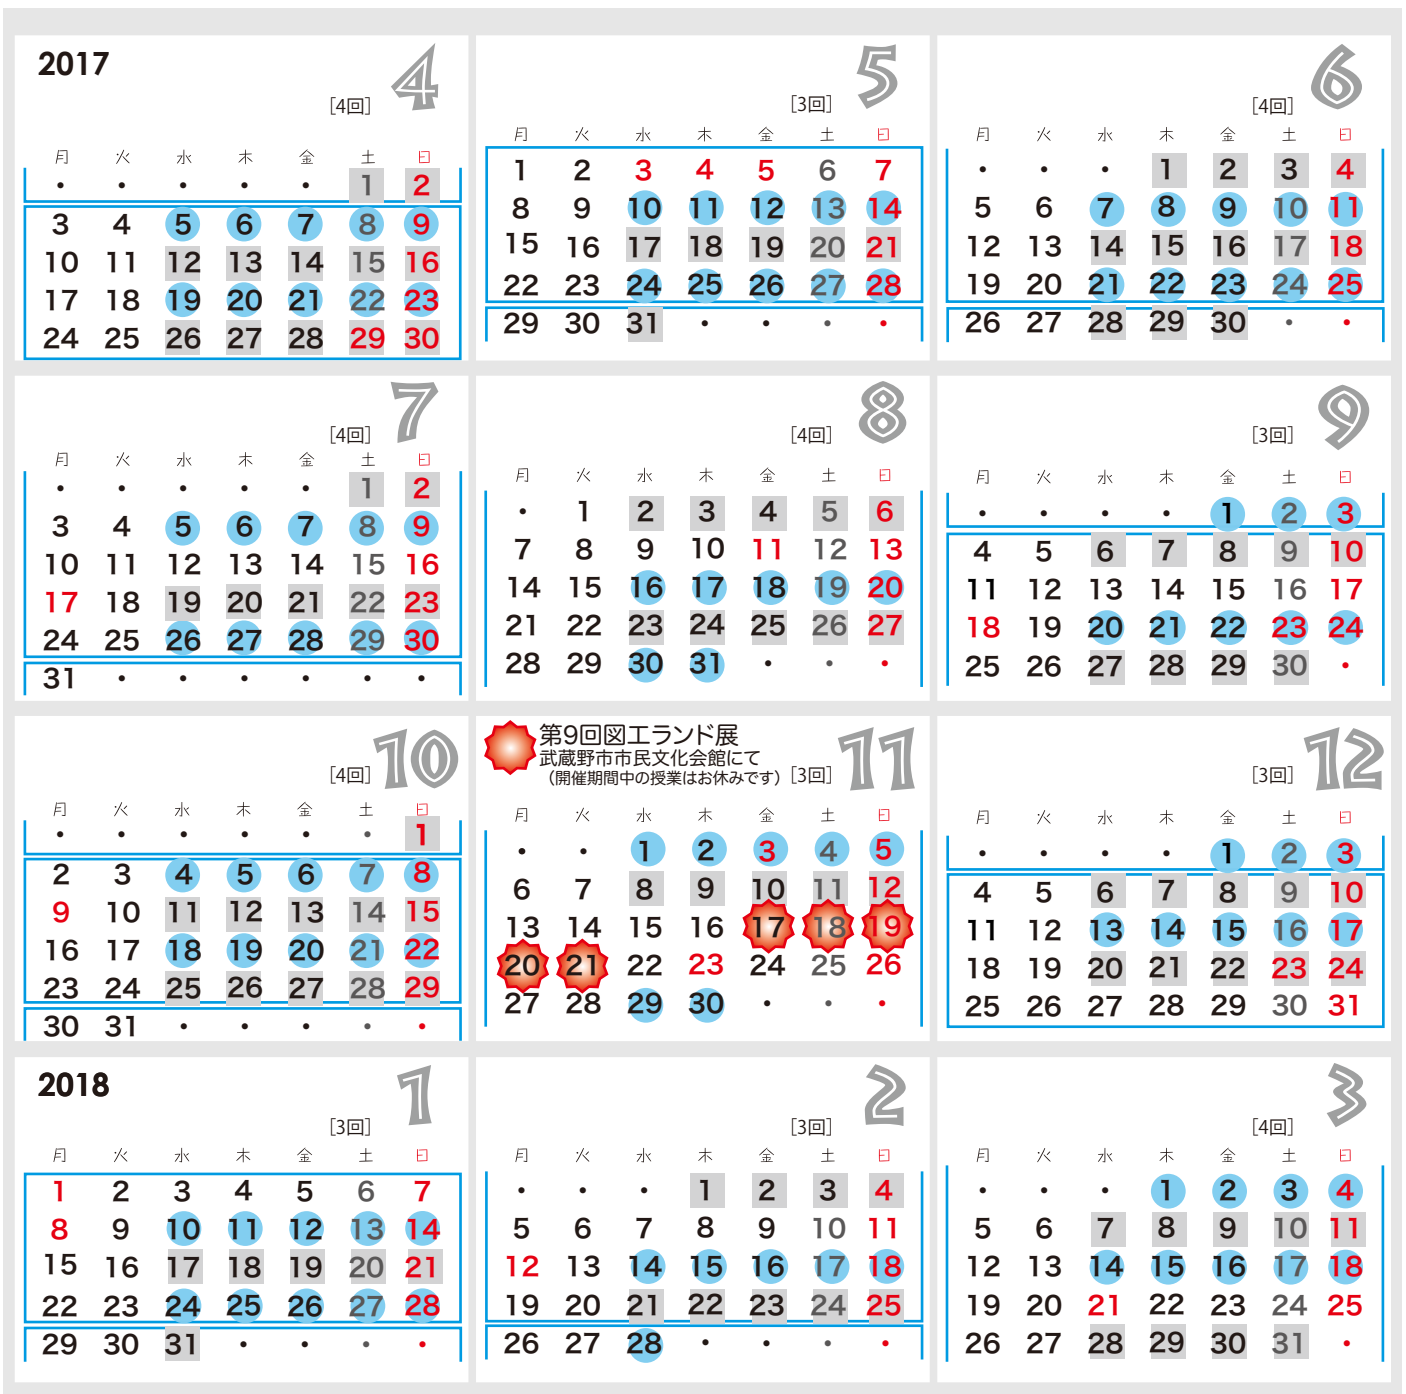 2017
4
[4回]
月 火 水 木 金 土 日
・ ・ ・ ・ ・ 1 2
3 4 5 6 7 8 9
10 11 12 13 14 15 16
17 18 19 20 21 22 23
24 25 26 27 28 29 30
5
[3回]
月 火 水 木 金 土 日
1 2 3 4 5 6 7
8 9 10 11 12 13 14
15 16 17 18 19 20 21
22 23 24 25 26 27 28
29 30 31 ・ ・ ・ ・
6
[4回]
月 火 水 木 金 土 日
・ ・ ・ 1 2 3 4
5 6 7 8 9 10 11
12 13 14 15 16 17 18
19 20 21 22 23 24 25
26 27 28 29 30 ・ ・
7
[4回]
月 火 水 木 金 土 日
・ ・ ・ ・ ・ 1 2
3 4 5 6 7 8 9
10 11 12 13 14 15 16
17 18 19 20 21 22 23
24 25 26 27 28 29 30
31 ・ ・ ・ ・ ・ ・
8
[4回]
月 火 水 木 金 土 日
・ 1 2 3 4 5 6
7 8 9 10 11 12 13
14 15 16 17 18 19 20
21 22 23 24 25 26 27
28 29 30 31 ・ ・ ・
9
[3回]
月 火 水 木 金 土 日
・ ・ ・ ・ 1 2 3
4 5 6 7 8 9 10
11 12 13 14 15 16 17
18 19 20 21 22 23 24
25 26 27 28 29 30 ・
10
[4回]
月 火 水 木 金 土 日
・ ・ ・ ・ ・ ・ 1
2 3 4 5 6 7 8
9 10 11 12 13 14 15
16 17 18 19 20 21 22
23 24 25 26 27 28 29
30 31 ・ ・ ・ ・ ・
第9回図工ランド展
武蔵野市市民文化会館にて
（開催期間中の授業はお休みです）[3回]
11
月 火 水 木 金 土 日
・ ・ 1 2 3 4 5
6 7 8 9 10 11 12
13 14 15 16 17 18 19
20 21 22 23 24 25 26
27 28 29 30 ・ ・ ・
12
[3回]
月 火 水 木 金 土 日
・ ・ ・ ・ 1 2 3
4 5 6 7 8 9 10
11 12 13 14 15 16 17
18 19 20 21 22 23 24
25 26 27 28 29 30 31
2018
1
[3回]
月 火 水 木 金 土 日
1 2 3 4 5 6 7
8 9 10 11 12 13 14
15 16 17 18 19 20 21
22 23 24 25 26 27 28
29 30 31 ・ ・ ・ ・
2
[3回]
月 火 水 木 金 土 日
・ ・ ・ 1 2 3 4
5 6 7 8 9 10 11
12 13 14 15 16 17 18
19 20 21 22 23 24 25
26 27 28 ・ ・ ・ ・
3
[4回]
月 火 水 木 金 土 日
・ ・ ・ 1 2 3 4
5 6 7 8 9 10 11
12 13 14 15 16 17 18
19 20 21 22 23 24 25
26 27 28 29 30 31 ・